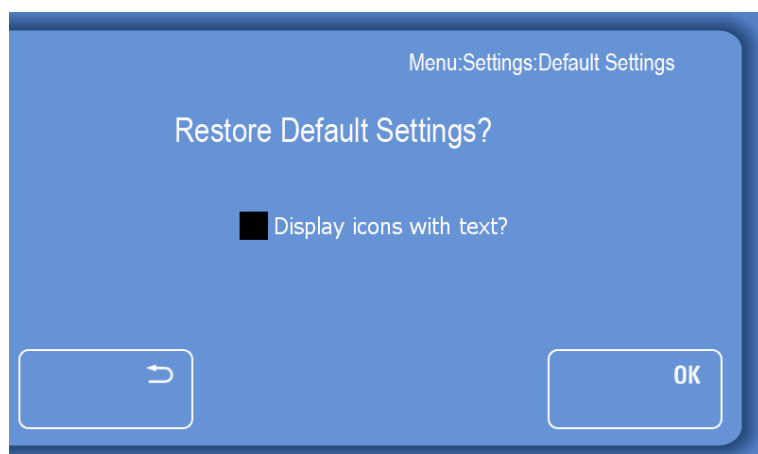 Menu:Settings:Default Settings
Restore Default Settings?
Display icons with text?
OK